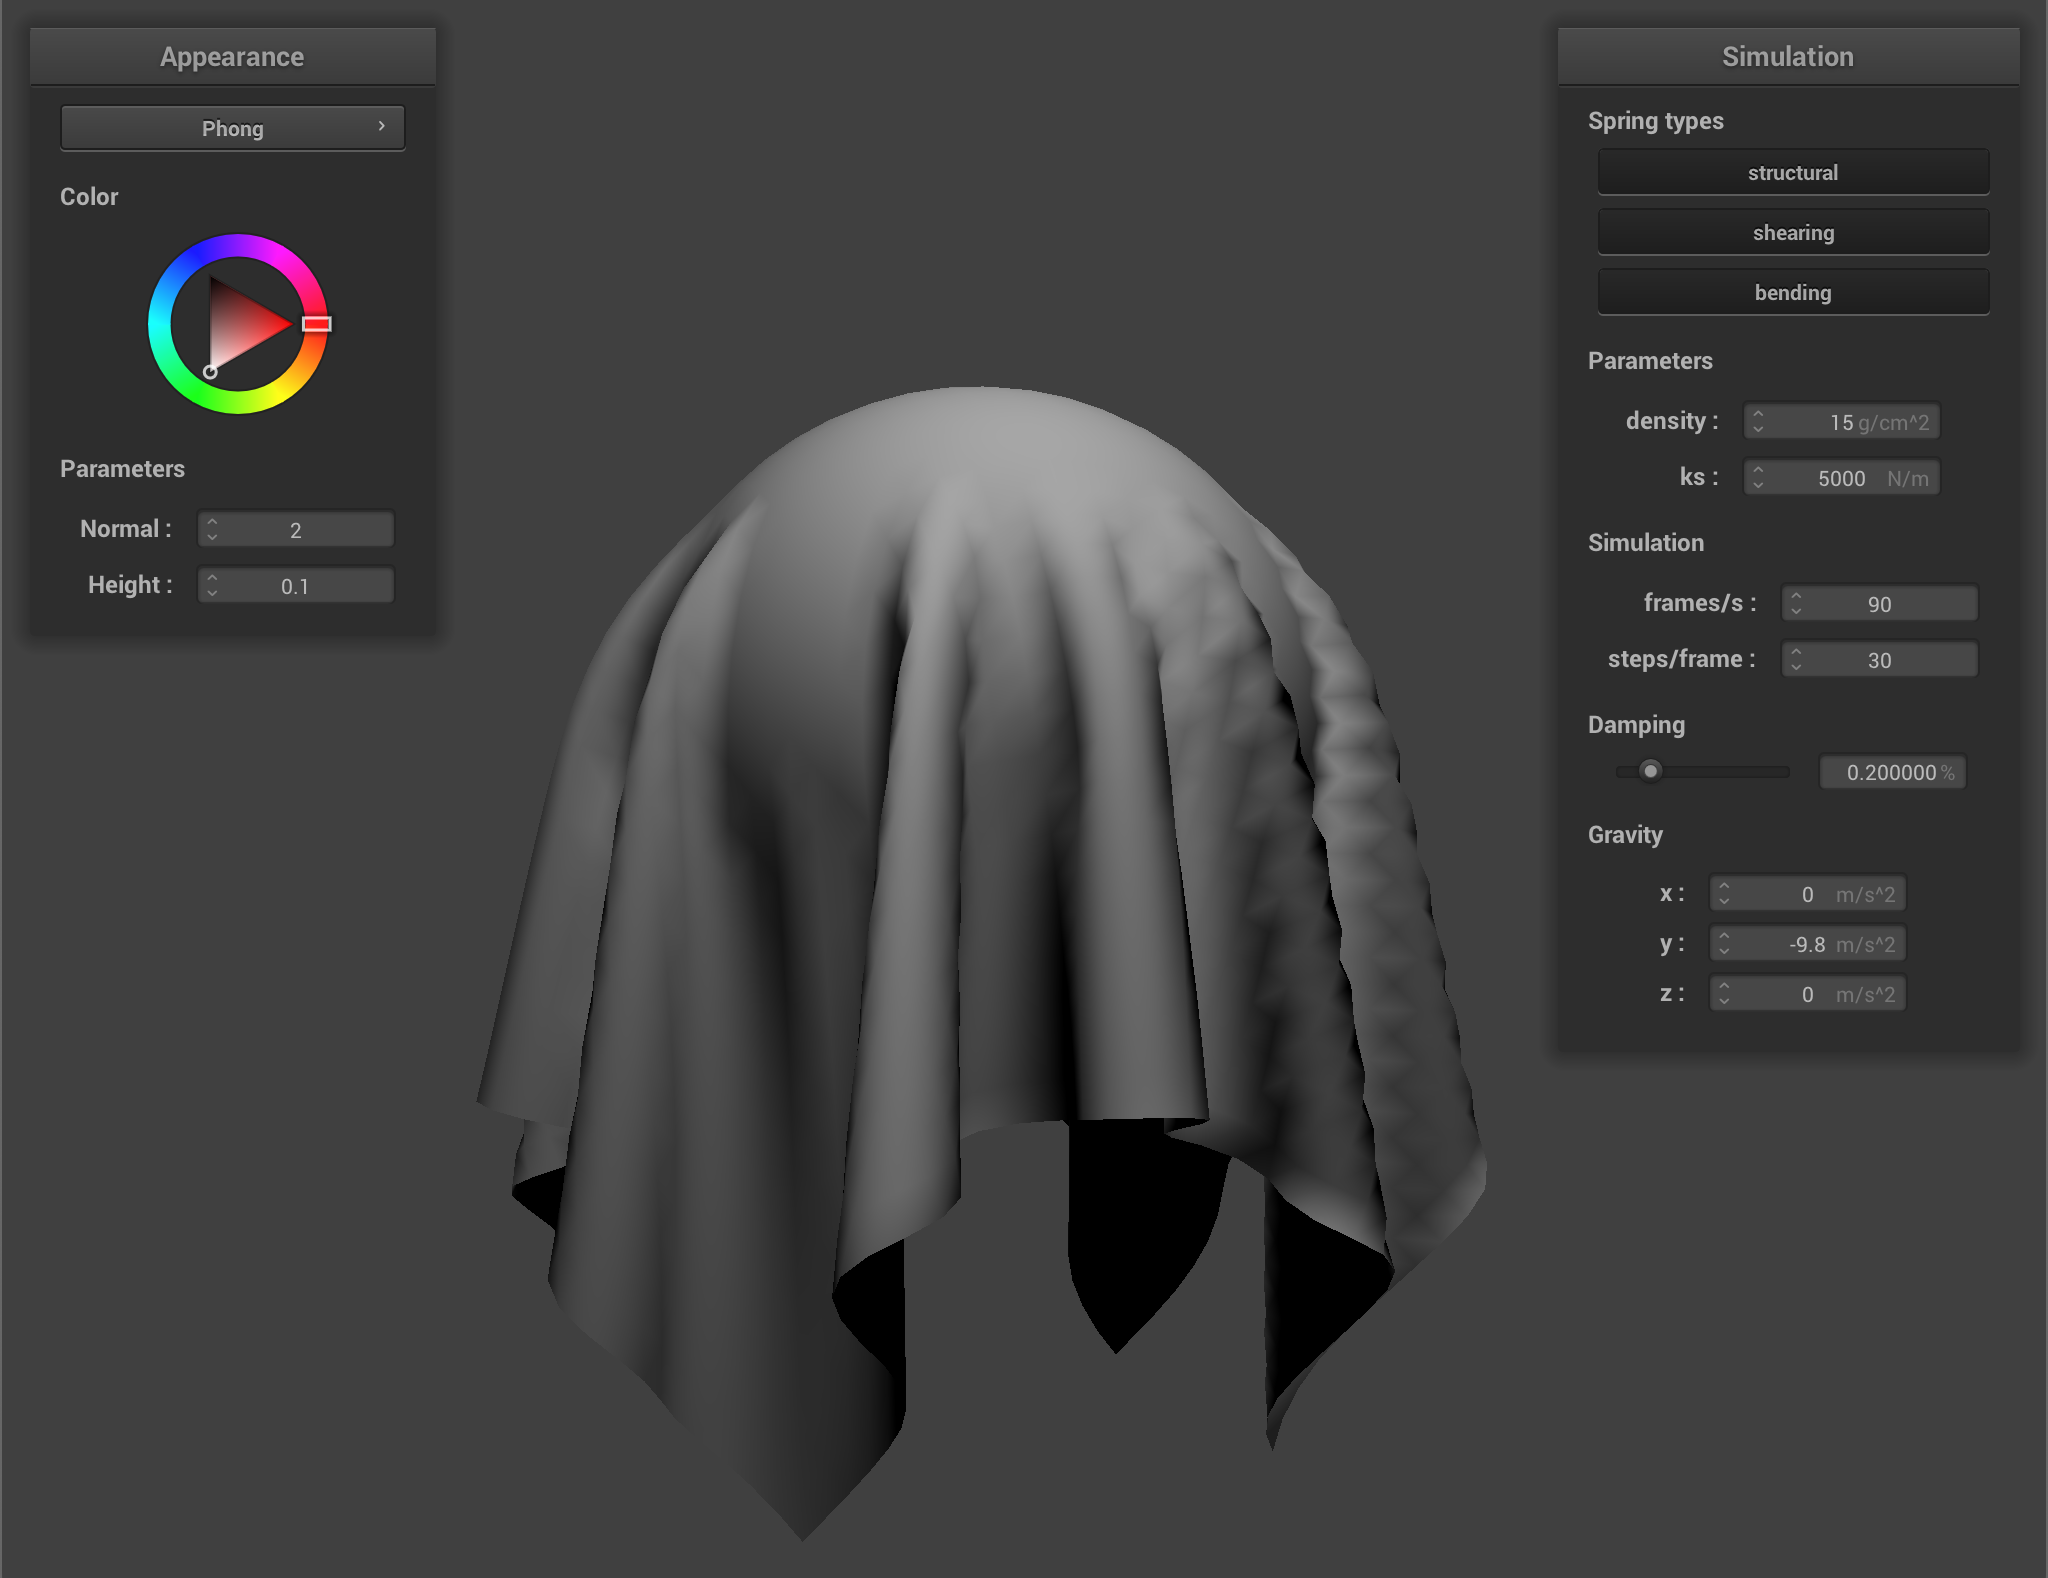 Appearance
Phong
Color
Parameters
Normal : 2
Height : 0.1
Simulation
Spring types
structural
shearing
bending
Parameters
density : 15 g/cm^2
ks : 5000 N/m
Simulation
frames/s : 90
steps/frame : 30
Damping
0.200000 %
Gravity
x : 0 m/s^2
y : -9.8 m/s^2
z : 0 m/s^2